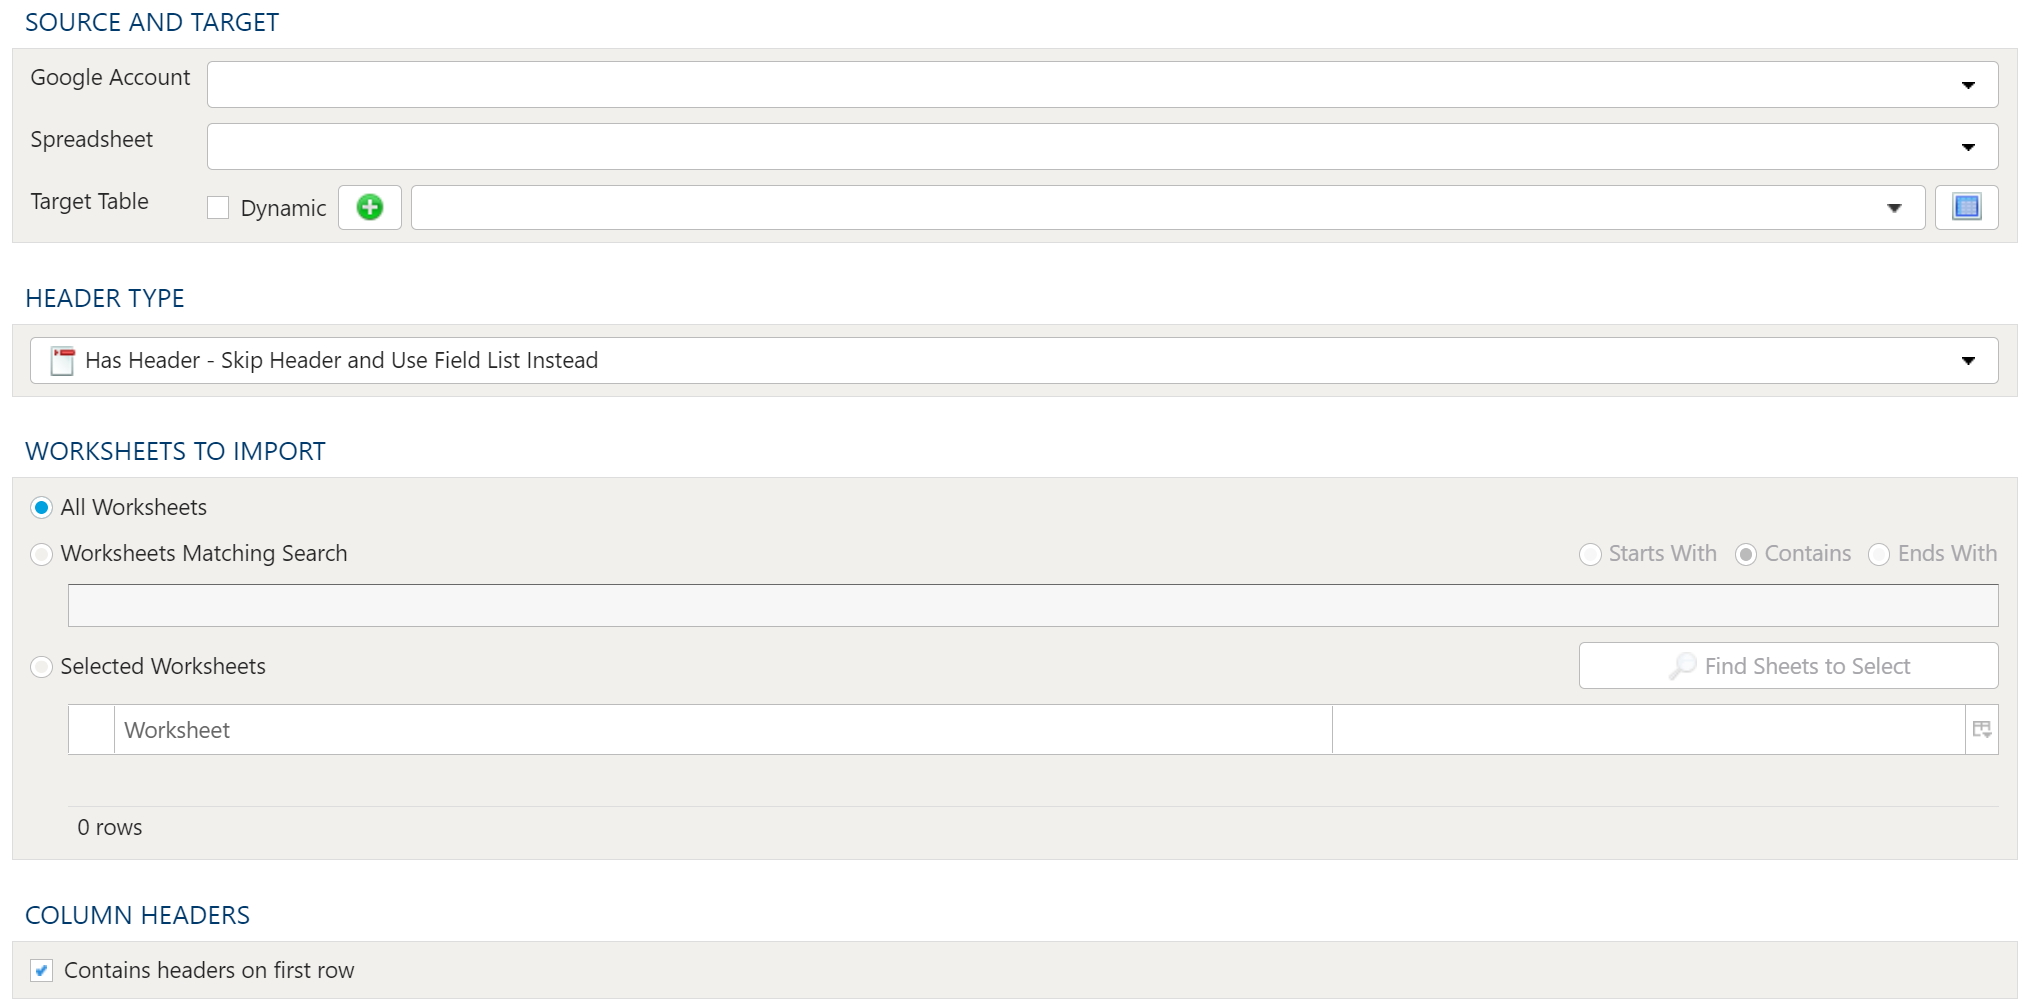 SOURCE AND TARGET
Google Account
Spreadsheet
Target Table Dynamic
HEADER TYPE
Has Header - Skip Header and Use Field List Instead
WORKSHEETS TO IMPORT
All Worksheets
Worksheets Matching Search Starts With Contains Ends With
Selected Worksheets Find Sheets to Select
Worksheet
0 rows
COLUMN HEADERS
Contains headers on first row